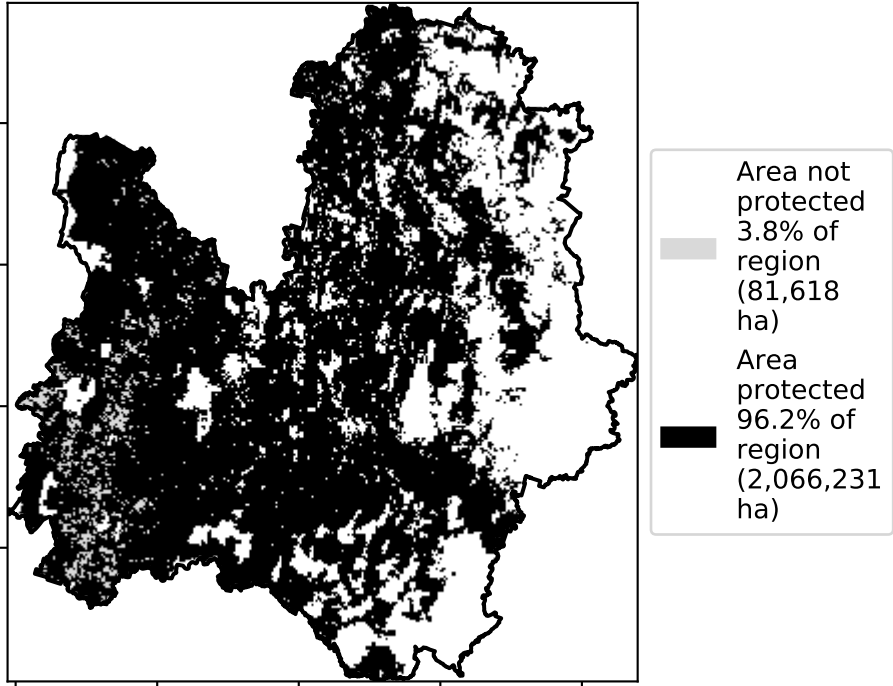 Area not
protected
3.8% of
region
(81,618
ha)
Area
protected
96.2% of
region
(2,066,231
ha)